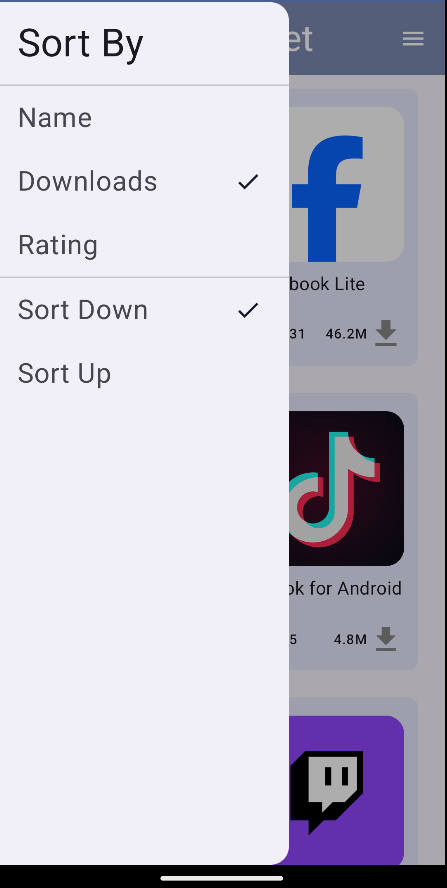 Sort By
et
Name
Downloads
Rating
book Lite
31 46.2M
Sort Down
Sort Up
ok for Android
5 4.8M